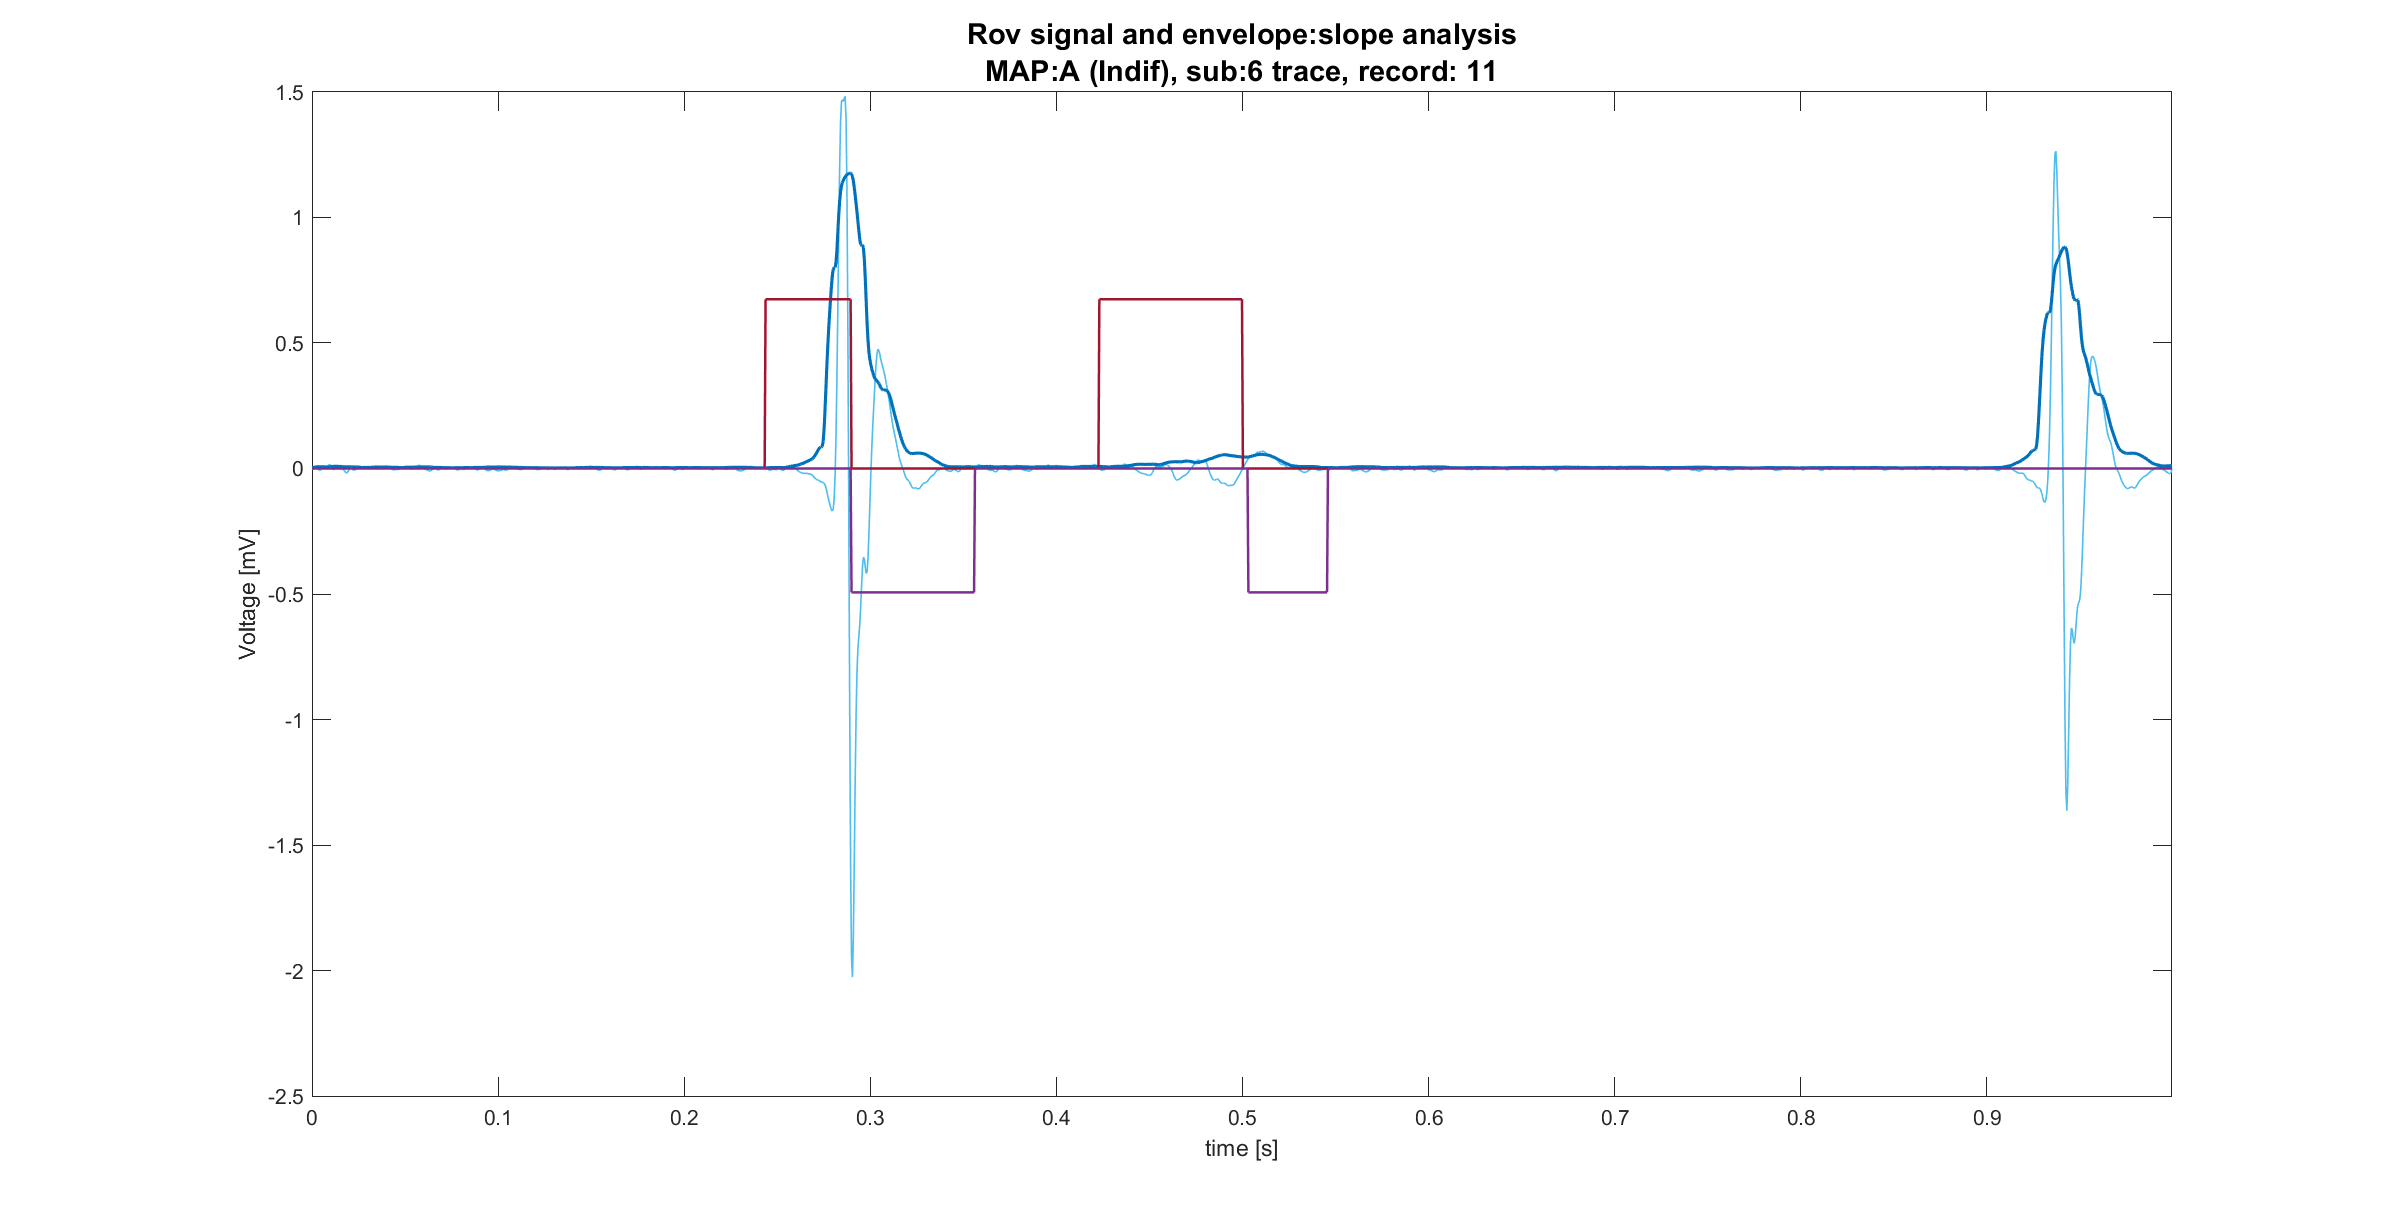 Rov signal and envelope:slope analysis
MAP:A (Indif), sub:6 trace, record: 11
1.5
1
0.5
0
-0.5
-1
-1.5
-2
-2.5
Voltage [mV]
0 0.1 0.2 0.3 0.4 0.5 0.6 0.7 0.8 0.9
time [s]